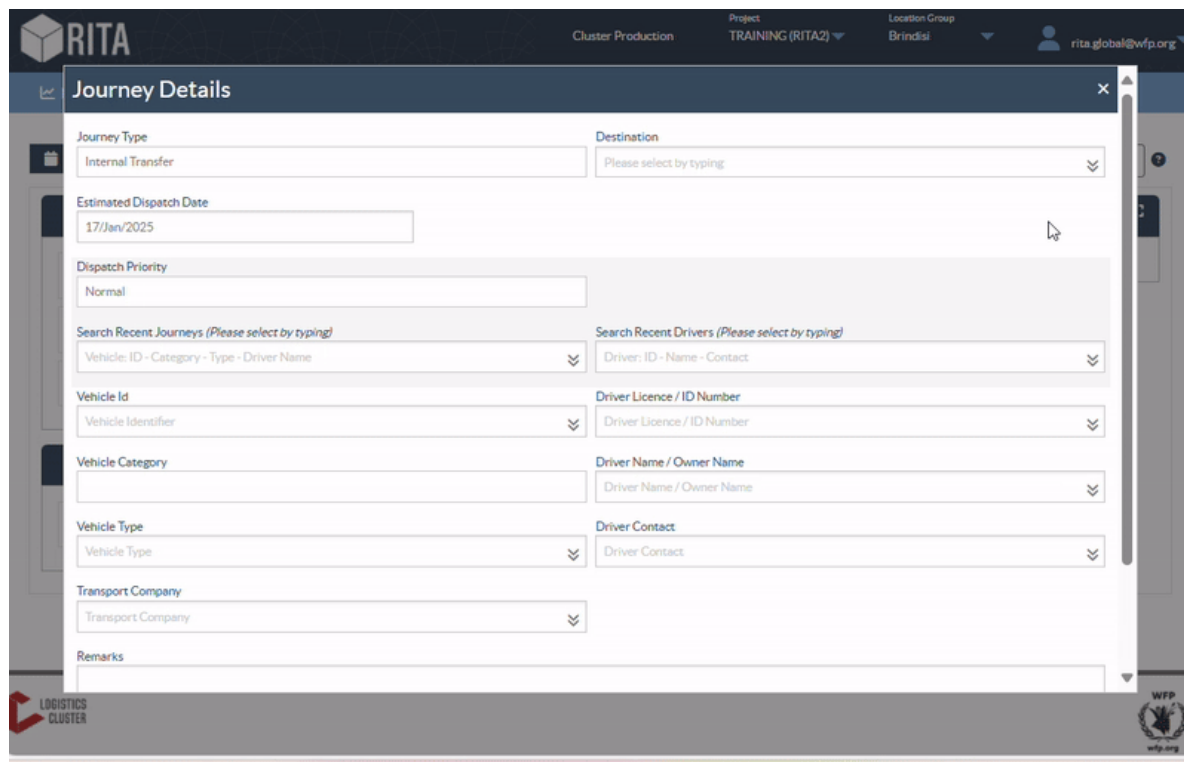 RITA
Cluster Production
Project
TRAINING (RITA2)
Location Group
Brindisi
rita.global@wfp.org
Journey Details
×
Journey Type
Destination
Internal Transfer
Please select by typing
Estimated Dispatch Date
17/Jan/2025
Dispatch Priority
Normal
Search Recent Journeys (Please select by typing)
Search Recent Drivers (Please select by typing)
Vehicle: ID - Category - Type - Driver Name
Driver: ID - Name - Contact
Vehicle Id
Driver Licence / ID Number
Vehicle Identifier
Driver Licence / ID Number
Vehicle Category
Driver Name / Owner Name
Driver Name / Owner Name
Vehicle Type
Driver Contact
Vehicle Type
Driver Contact
Transport Company
Transport Company
Remarks
LOGISTICS
CLUSTER
WFP
wfp.org